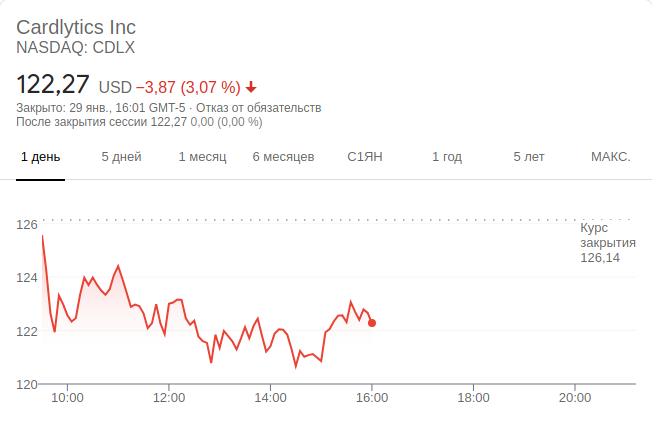 Cardlytics Inc
NASDAQ: CDLX
122,27 USD −3,87 (3,07 %)
Закрыто: 29 янв., 16:01 GMT-5 · Отказ от обязательств
После закрытия сессии 122,27 0,00 (0,00 %)
1 день 5 дней 1 месяц 6 месяцев С1ЯН 1 год 5 лет МАКС.
126
Курс
закрытия
126,14
124
122
120
10:00 12:00 14:00 16:00 18:00 20:00